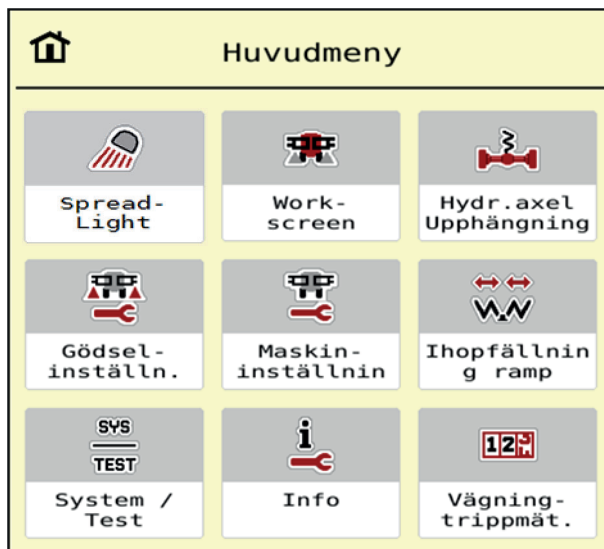 Huvudmeny
Spread-
Light
Work-
screen
Hydr.axel
Upphängning
Gödsel-
inställn.
Maskin-
inställnin
Ihopfällnin
g ramp
SYS
TEST
System /
Test
i
Info
12
Vägning-
trippmät.